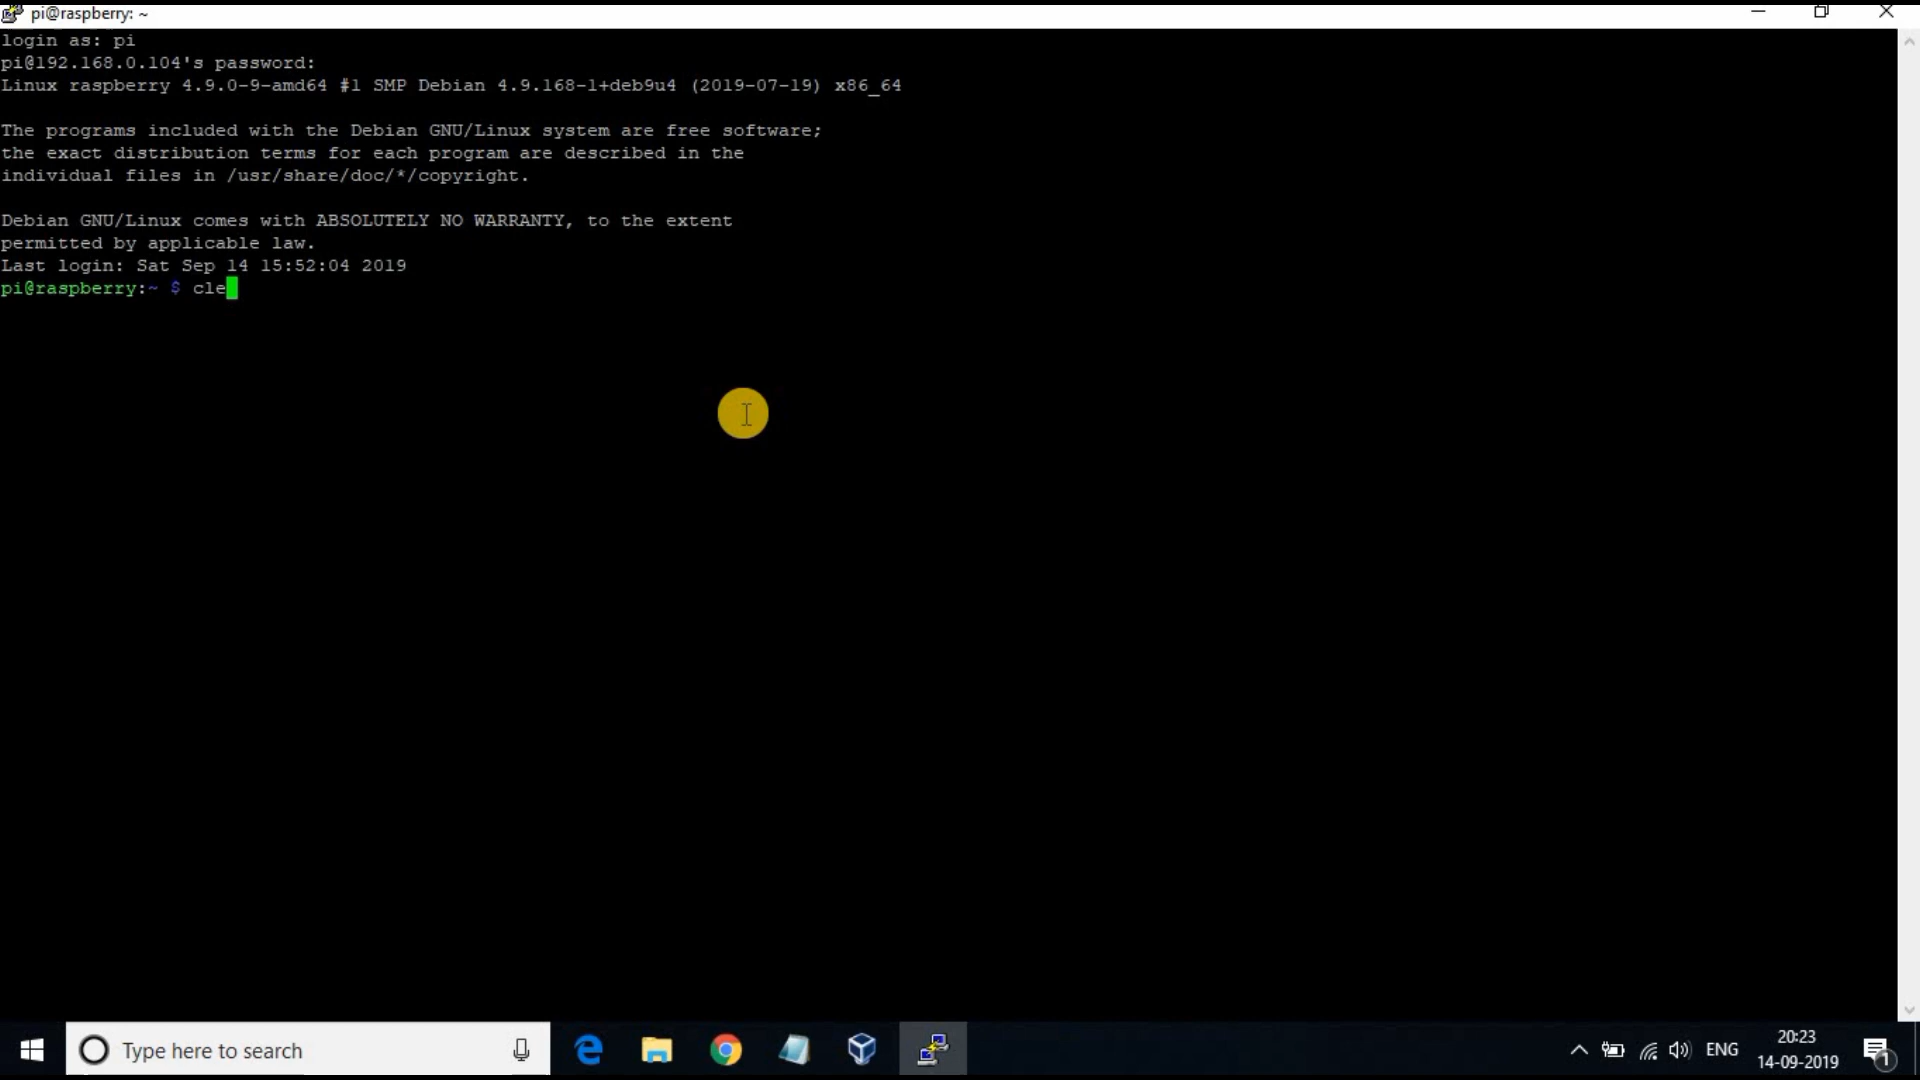 pi@raspberry: ~
login as: pi
pi@192.168.0.104's password:
Linux raspberry 4.9.0-9-amd64 #1 SMP Debian 4.9.168-1+deb9u4 (2019-07-19) x86_64
The programs included with the Debian GNU/Linux system are free software;
the exact distribution terms for each program are described in the
individual files in /usr/share/doc/*/copyright.
Debian GNU/Linux comes with ABSOLUTELY NO WARRANTY, to the extent
permitted by applicable law.
Last login: Sat Sep 14 15:52:04 2019
pi@raspberry:~ $ cle
Type here to search
ENG
20:23
14-09-2019
1